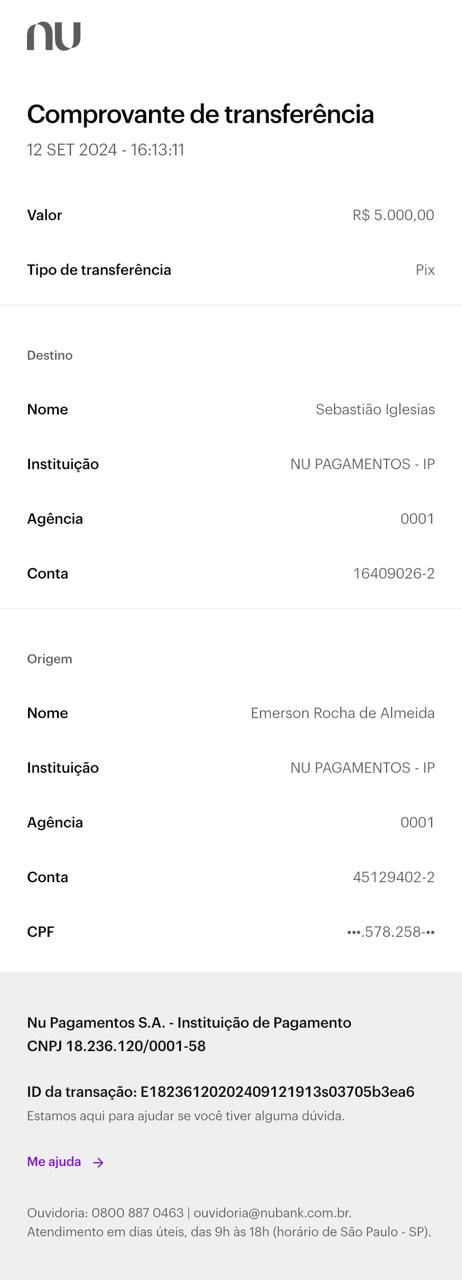 nu
Comprovante de transferência
12 SET 2024 - 16:13:11
Valor R$ 5.000,00
Tipo de transferência Pix
Destino
Nome Sebastião Iglesias
Instituição NU PAGAMENTOS - IP
Agência 0001
Conta 16409026-2
Origem
Nome Emerson Rocha de Almeida
Instituição NU PAGAMENTOS - IP
Agência 0001
Conta 45129402-2
CPF •••.578.258-••
Nu Pagamentos S.A. - Instituição de Pagamento
CNPJ 18.236.120/0001-58
ID da transação: E18236120202409121913s03705b3ea6
Estamos aqui para ajudar se você tiver alguma dúvida.
Me ajuda →
Ouvidoria: 0800 887 0463 | ouvidoria@nubank.com.br.
Atendimento em dias úteis, das 9h às 18h (horário de São Paulo - SP).